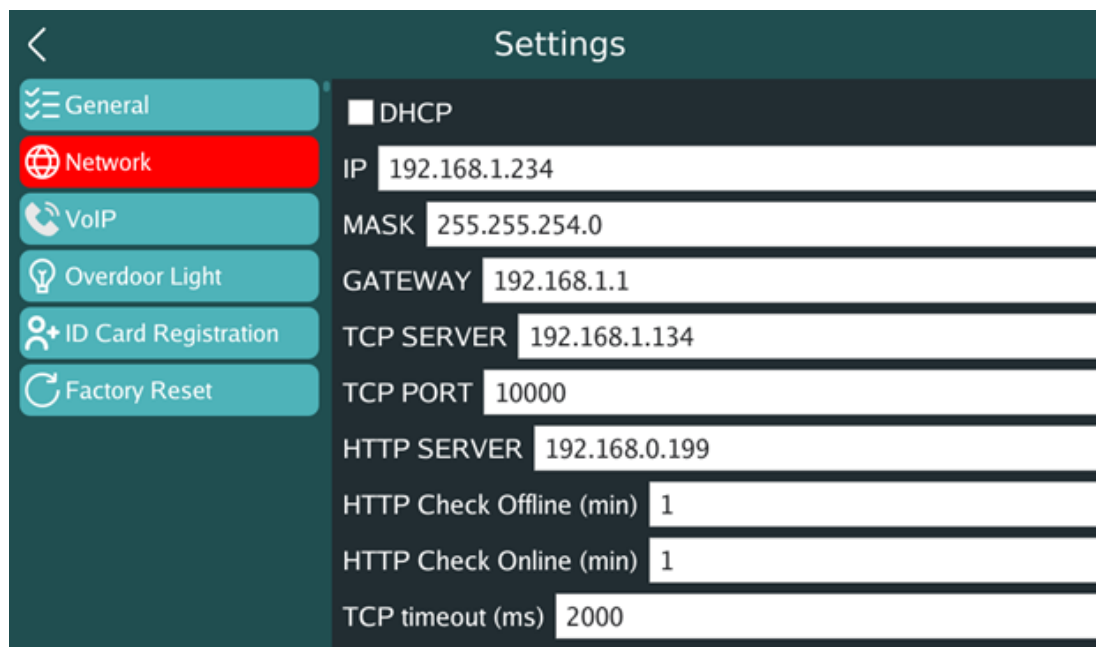 Settings
General
Network
VoIP
Overdoor Light
ID Card Registration
Factory Reset
DHCP
IP 192.168.1.234
MASK 255.255.254.0
GATEWAY 192.168.1.1
TCP SERVER 192.168.1.134
TCP PORT 10000
HTTP SERVER 192.168.0.199
HTTP Check Offline (min) 1
HTTP Check Online (min) 1
TCP timeout (ms) 2000